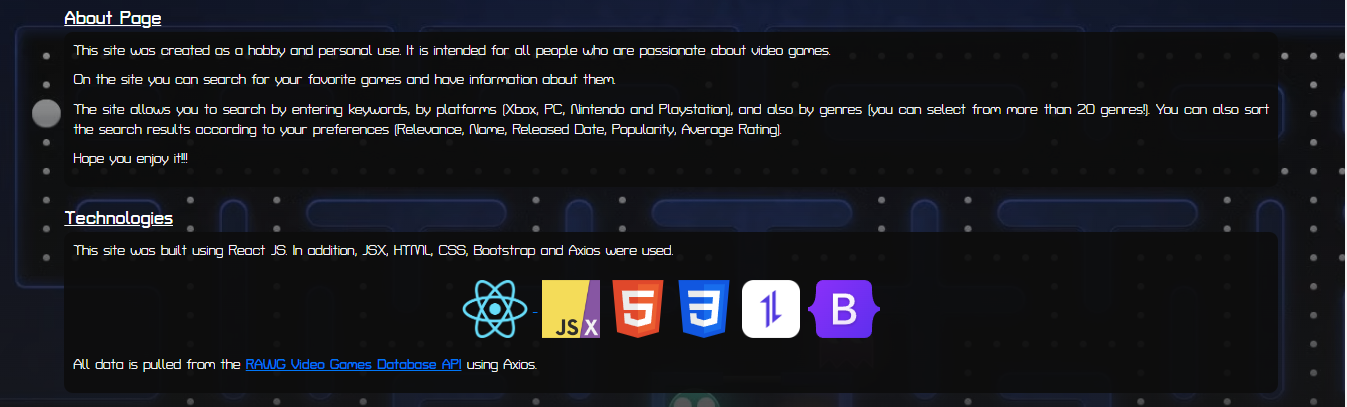 About Page
This site was created as a hobby and personal use. It is intended for all people who are passionate about video games.
On the site you can search for your favorite games and have information about them.
The site allows you to search by entering keywords, by platforms (Xbox, PC, Nintendo and Playstation), and also by genres (you can select from more than 20 genres!). You can also sort
the search results according to your preferences (Relevance, Name, Released Date, Popularity, Average Rating).
Hope you enjoy it!!!
Technologies
This site was built using React JS. In addition, JSX, HTML, CSS, Bootstrap and Axios were used.
JS X 5 3 B
All data is pulled from the RAWG Video Games Database API using Axios.